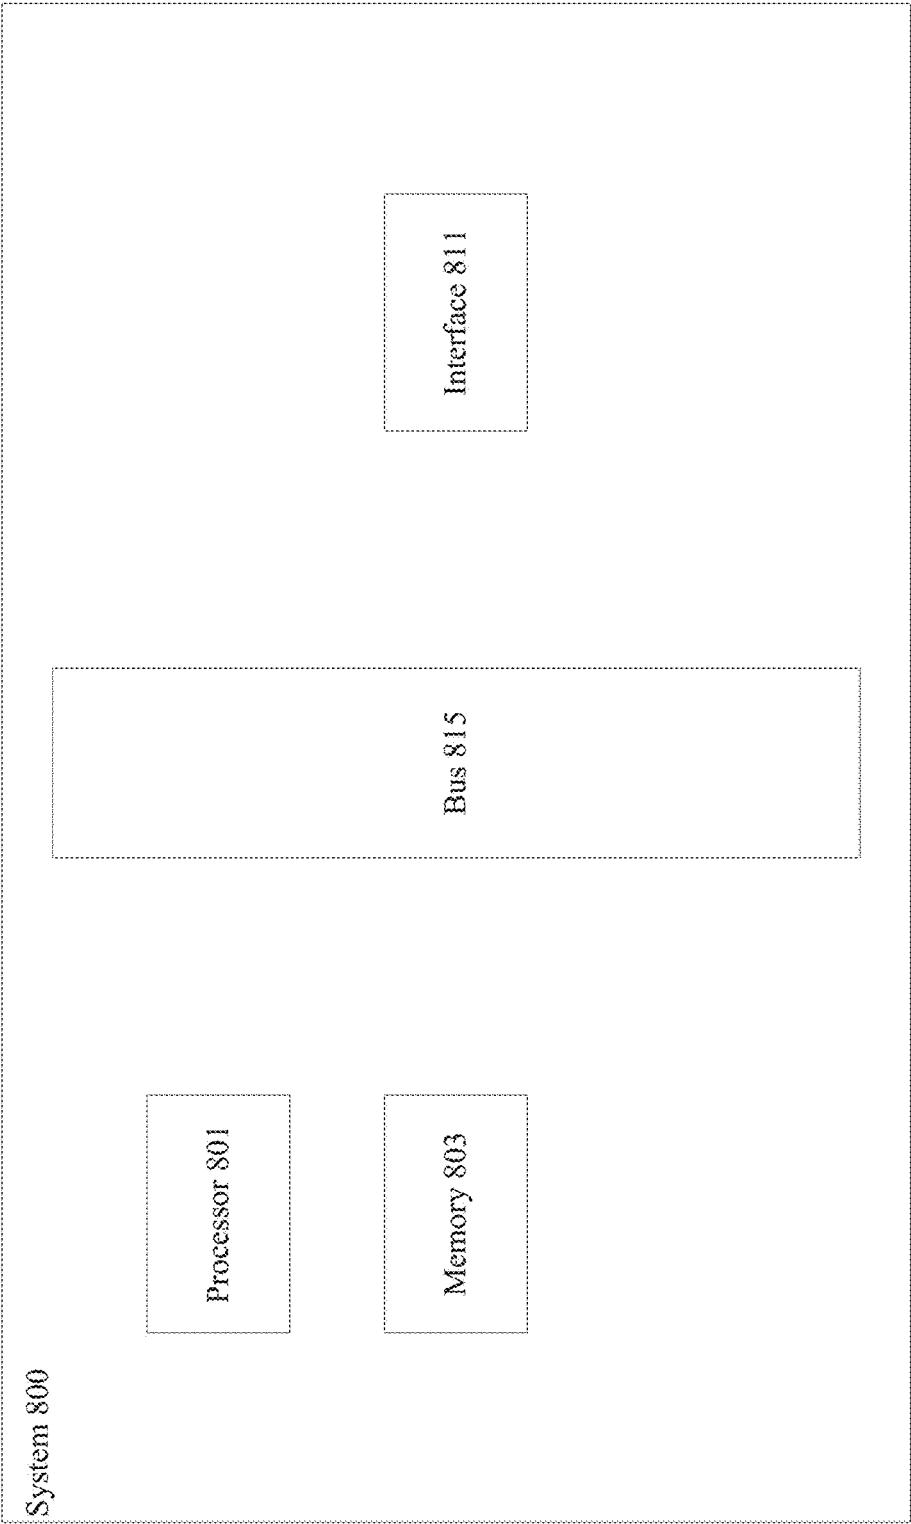 System 800
Processor 801
Memory 803
Bus 815
Interface 811